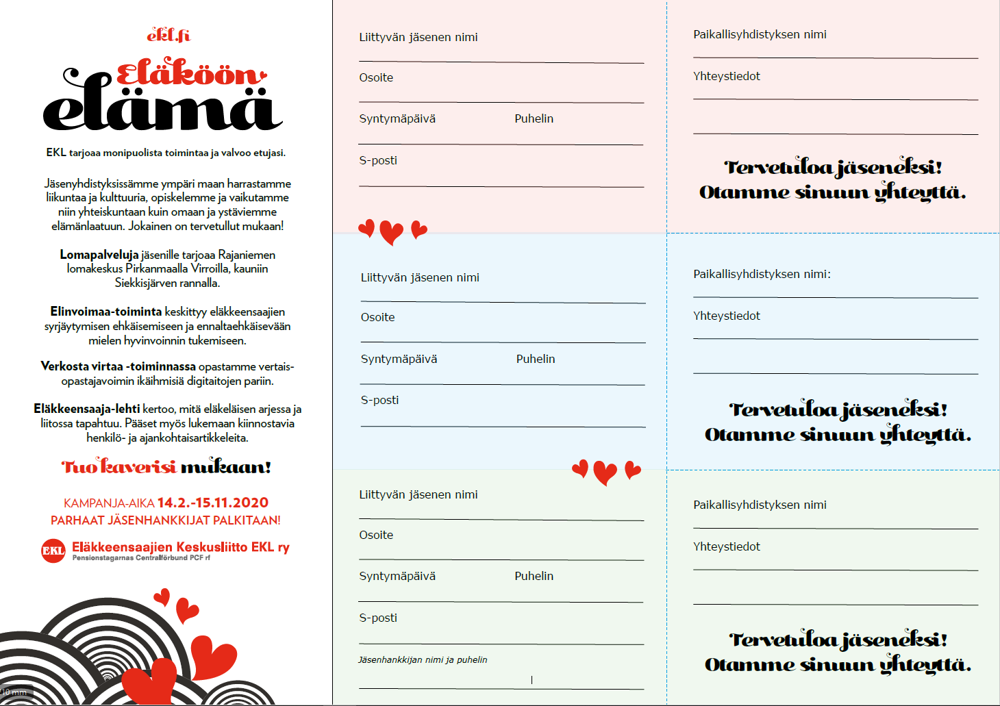 ekl.fi
Eläköön
elämä
EKL tarjoaa monipuolista toimintaa ja valvoo etujasi.
Jäsenyhdistyksissämme ympäri maan harrastamme
liikuntaa ja kulttuuria, opiskelemme ja vaikutamme
niin yhteiskuntaan kuin omaan ja ystäviemme
elämänlaatuun. Jokainen on tervetullut mukaan!
Lomapalveluja jäsenille tarjoaa Rajaniemen
lomakeskus Pirkanmaalla Virroilla, kauniin
Siekkisjärven rannalla.
Elinvoimaa-toiminta keskittyy eläkkeensaajien
syrjäytymisen ehkäisemiseen ja ennaltaehkäisevään
mielen hyvinvoinnin tukemiseen.
Verkosta virtaa -toiminnassa opastamme vertais-
opastajavoimin ikäihmisiä digitaitojen pariin.
Eläkkeensaaja-lehti kertoo, mitä eläkeläisen arjessa ja
liitossa tapahtuu. Pääset myös lukemaan kiinnostavia
henkilö- ja ajankohtaisartikkeleita.
Tuo kaverisi mukaan!
KAMPANJA-AIKA 14.2.-15.11.2020
PARHAAT JÄSENHANKKIJAT PALKITAAN!
EKL Eläkkeensaajien Keskusliitto EKL ry
Pensionstagarnas Centralförbund PCF rf
10 mm
Liittyvän jäsenen nimi
Osoite
Syntymäpäivä Puhelin
S-posti
Paikallisyhdistyksen nimi
Yhteystiedot
Tervetuloa jäseneksi!
Otamme sinuun yhteyttä.
Liittyvän jäsenen nimi
Osoite
Syntymäpäivä Puhelin
S-posti
Paikallisyhdistyksen nimi:
Yhteystiedot
Tervetuloa jäseneksi!
Otamme sinuun yhteyttä.
Liittyvän jäsenen nimi
Osoite
Syntymäpäivä Puhelin
S-posti
Jäsenhankkijan nimi ja puhelin
Paikallisyhdistyksen nimi
Yhteystiedot
Tervetuloa jäseneksi!
Otamme sinuun yhteyttä.